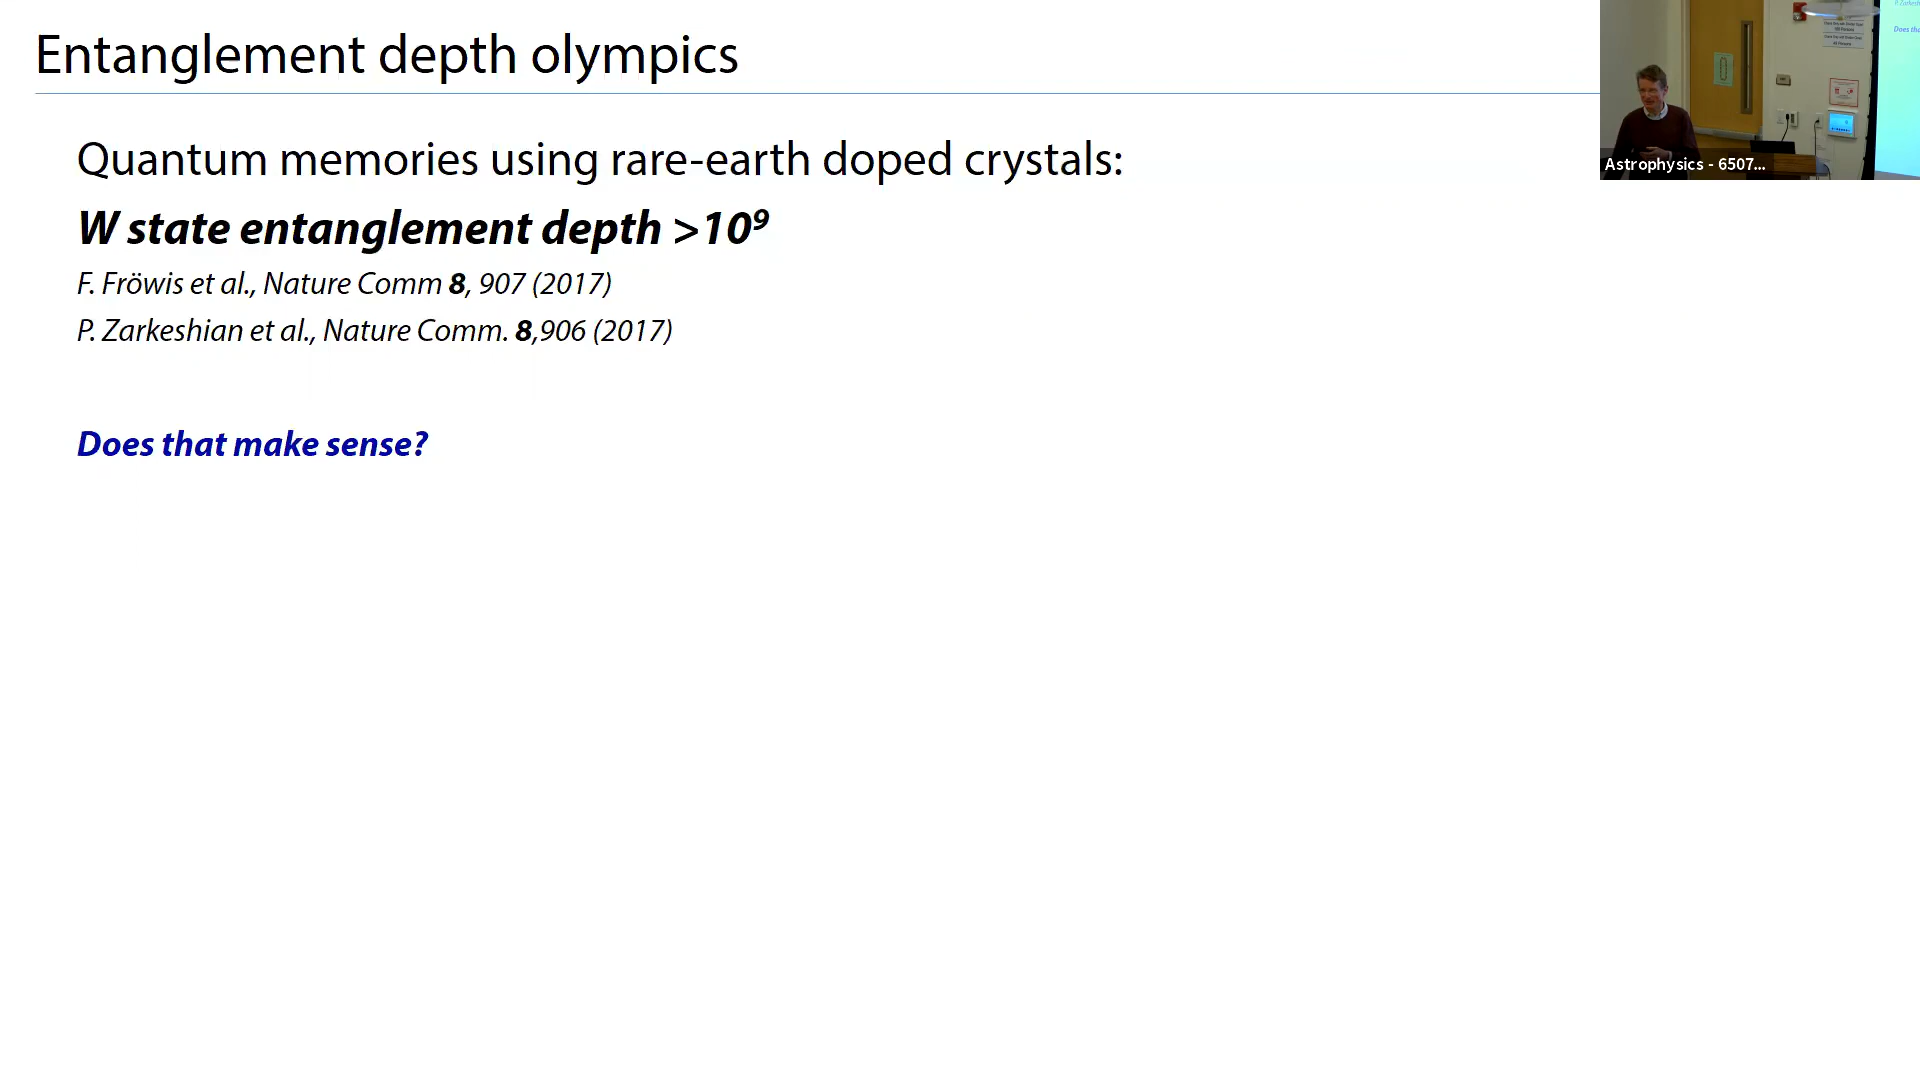 Entanglement depth olympics
Quantum memories using rare-earth doped crystals:
W state entanglement depth >10⁹
F. Fröwis et al., Nature Comm 8, 907 (2017)
P. Zarkeshian et al., Nature Comm. 8,906 (2017)
Does that make sense?
Astrophysics - 6507...